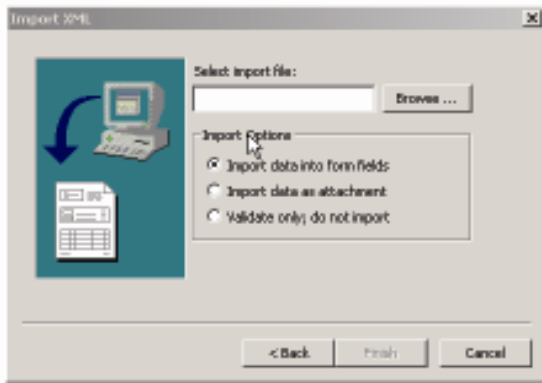 Import XML
Select import file:
Browse ...
Import Options
Import data into form fields
Import data as attachment
Validate only; do not import
< Back
Finish
Cancel